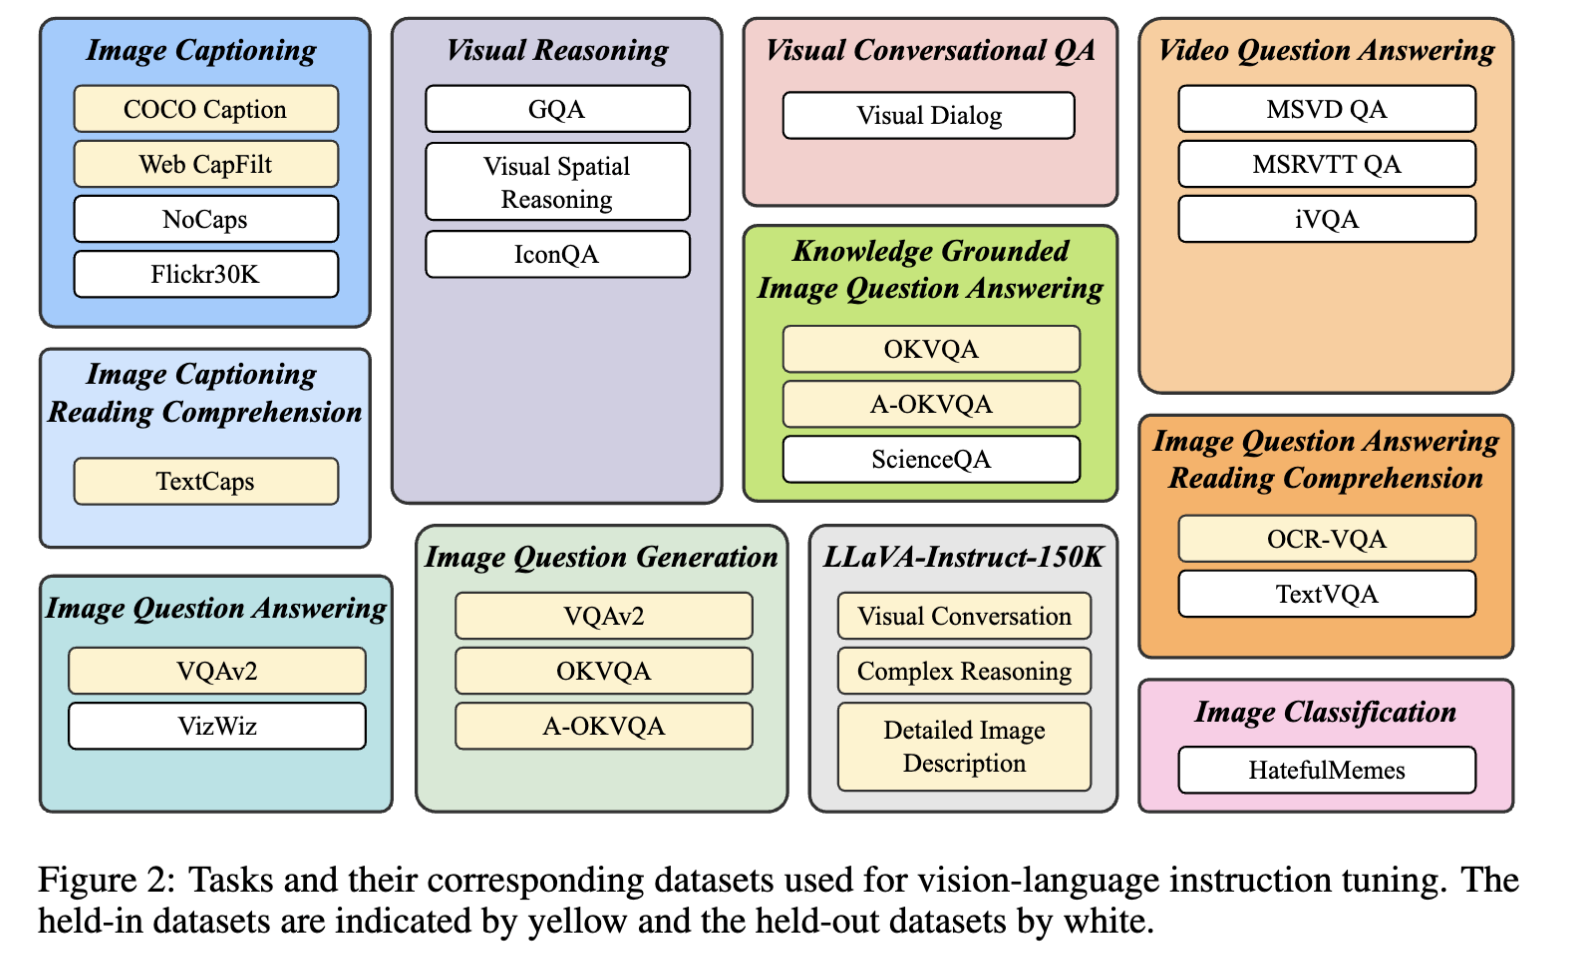 Image Captioning
COCO Caption
Web CapFilt
NoCaps
Flickr30K
Image Captioning
Reading Comprehension
TextCaps
Image Question Answering
VQAv2
VizWiz
Visual Reasoning
GQA
Visual Spatial
Reasoning
IconQA
Image Question Generation
VQAv2
OKVQA
A-OKVQA
Visual Conversational QA
Visual Dialog
Knowledge Grounded
Image Question Answering
OKVQA
A-OKVQA
ScienceQA
LLaVA-Instruct-150K
Visual Conversation
Complex Reasoning
Detailed Image
Description
Video Question Answering
MSVD QA
MSRVTT QA
iVQA
Image Question Answering
Reading Comprehension
OCR-VQA
TextVQA
Image Classification
HatefulMemes
Figure 2: Tasks and their corresponding datasets used for vision-language instruction tuning. The
held-in datasets are indicated by yellow and the held-out datasets by white.